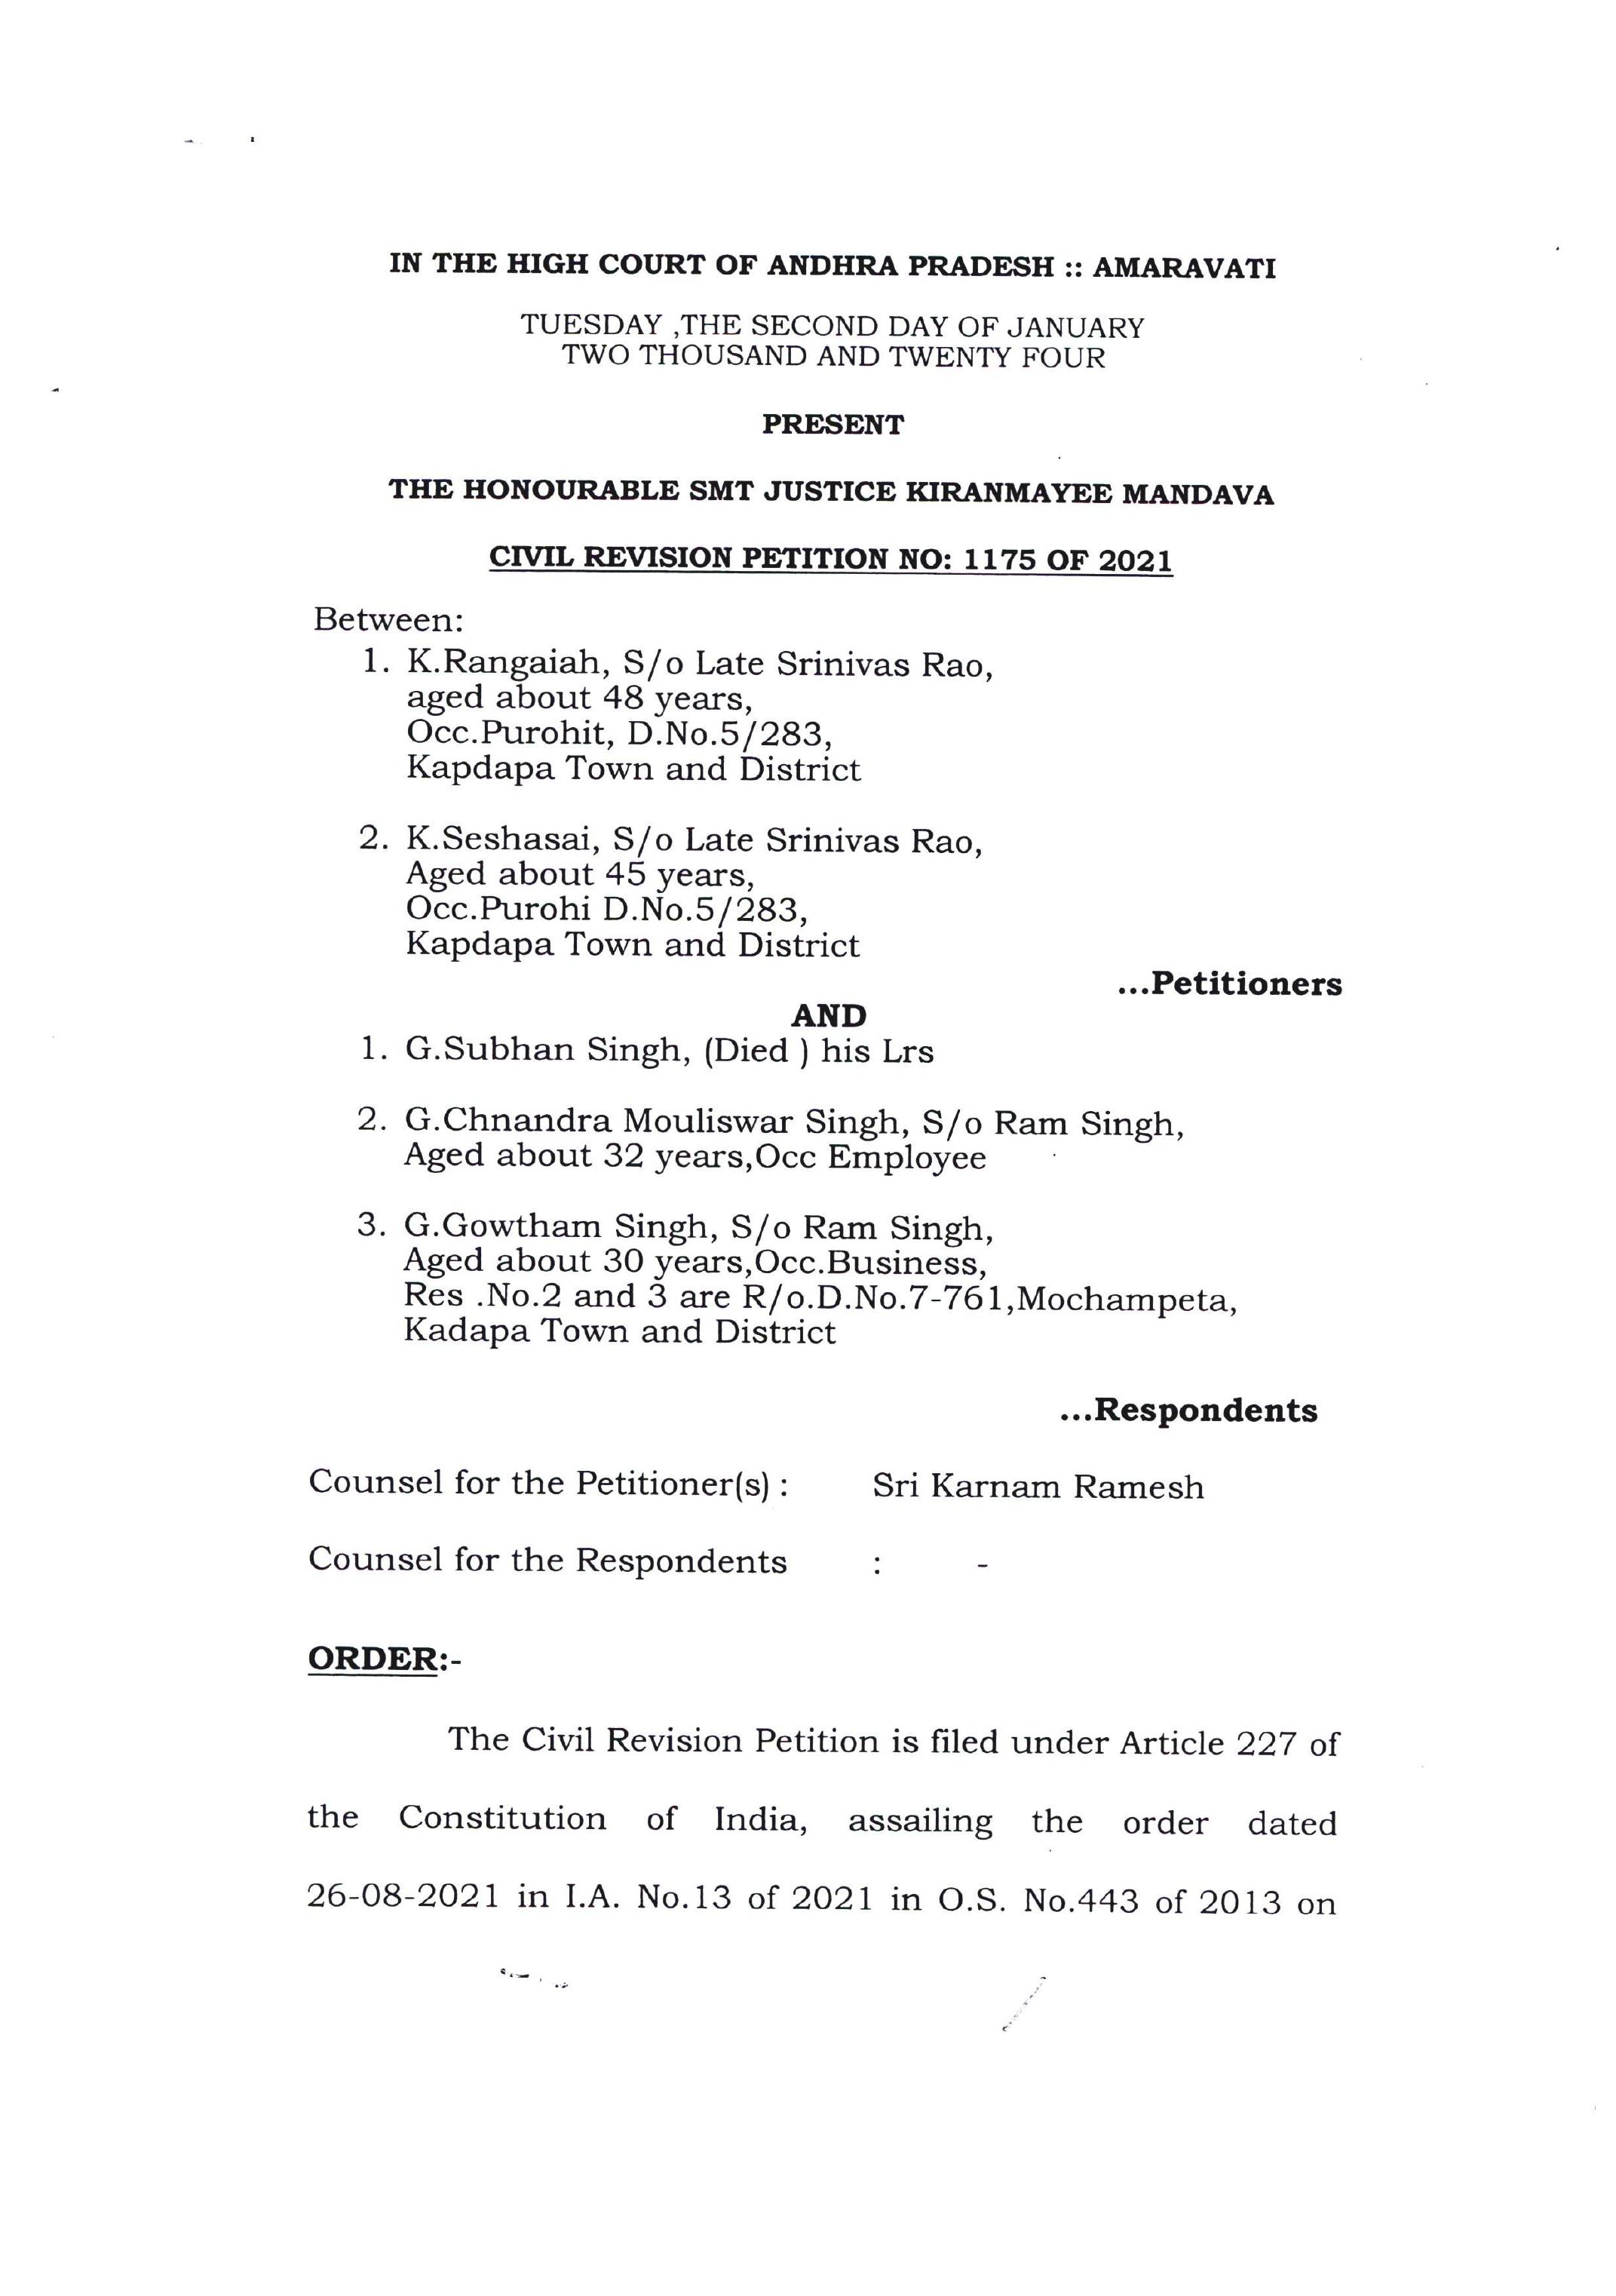 IN THE HIGH COURT OF ANDHRA PRADESH :: AMARAVATI
TUESDAY ,THE SECOND DAY OF JANUARY
TWO THOUSAND AND TWENTY FOUR
PRESENT
THE HONOURABLE SMT JUSTICE KIRANMAYEE MANDAVA
CIVIL REVISION PETITION NO: 1175 OF 2021
Between:
1. K.Rangaiah, S/o Late Srinivas Rao,
aged about 48 years,
Occ.Purohit, D.No.5/283,
Kapdapa Town and District
2. K.Seshasai, S/o Late Srinivas Rao,
Aged about 45 years,
Occ.Purohi D.No.5/283,
Kapdapa Town and District
...Petitioners
AND
1. G.Subhan Singh, (Died ) his Lrs
2. G.Chnandra Mouliswar Singh, S/o Ram Singh,
Aged about 32 years,Occ Employee
3. G.Gowtham Singh, S/o Ram Singh,
Aged about 30 years,Occ.Business,
Res .No.2 and 3 are R/o.D.No.7-761,Mochampeta,
Kadapa Town and District
...Respondents
Counsel for the Petitioner(s) : Sri Karnam Ramesh
Counsel for the Respondents : -
ORDER:-
The Civil Revision Petition is filed under Article 227 of
the Constitution of India, assailing the order dated
26-08-2021 in I.A. No.13 of 2021 in O.S. No.443 of 2013 on